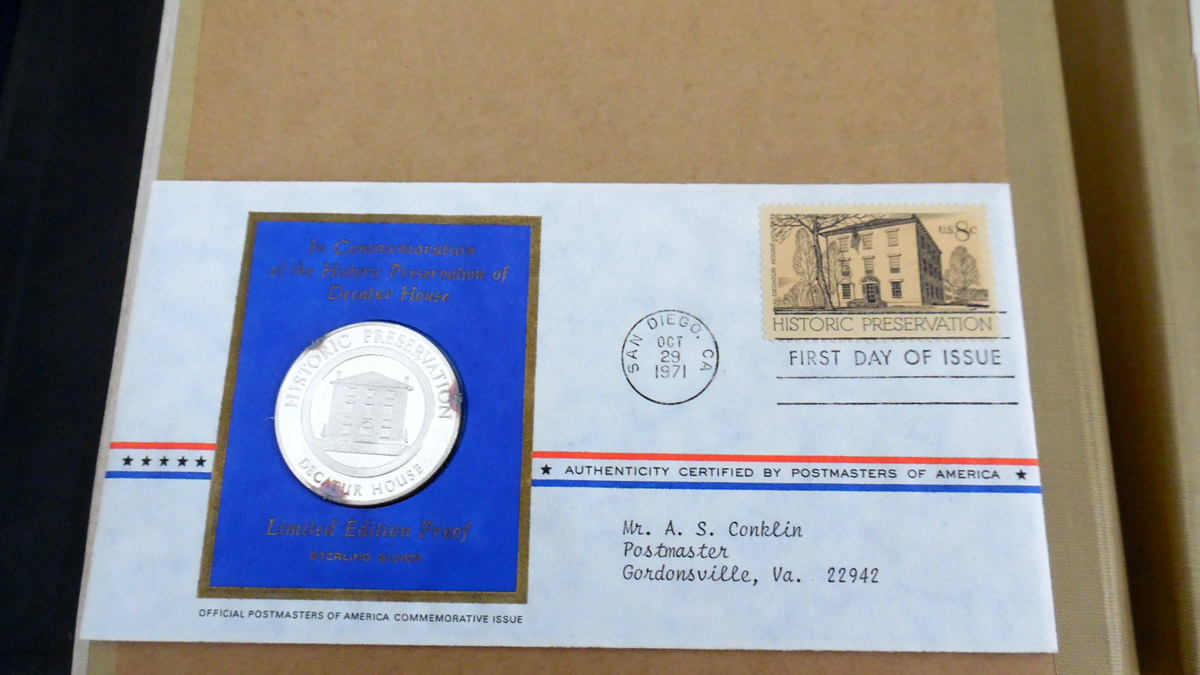 In Commemoration
of the Historic Preservation of
Decatur House
HISTORIC PRESERVATION
DECATUR HOUSE
Limited Edition Proof
STERLING SILVER
OFFICIAL POSTMASTERS OF AMERICA COMMEMORATIVE ISSUE
SAN DIEGO, CA
OCT
29
1971
U.S. 8c
DECATUR HOUSE
HISTORIC PRESERVATION
FIRST DAY OF ISSUE
★ ★ ★ ★ ★
★ AUTHENTICITY CERTIFIED BY POSTMASTERS OF AMERICA ★
Mr. A. S. Conklin
Postmaster
Gordonsville, Va. 22942